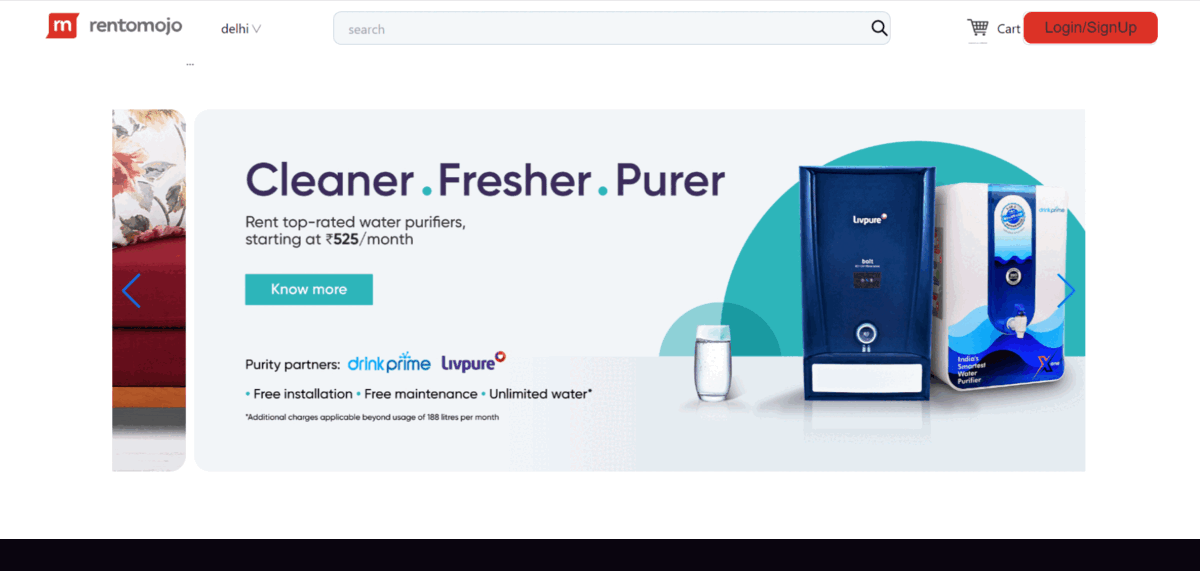 m rentomojo
delhi
search
Cart
Login/SignUp
...
Cleaner.Fresher.Purer
Rent top-rated water purifiers,
starting at ₹525/month
Know more
Purity partners: drinkprime Livpure
• Free installation • Free maintenance • Unlimited water*
*Additional charges applicable beyond usage of 188 litres per month
Livpure
bolt
drinkprime
India's
Smartest
Water
Purifier
X